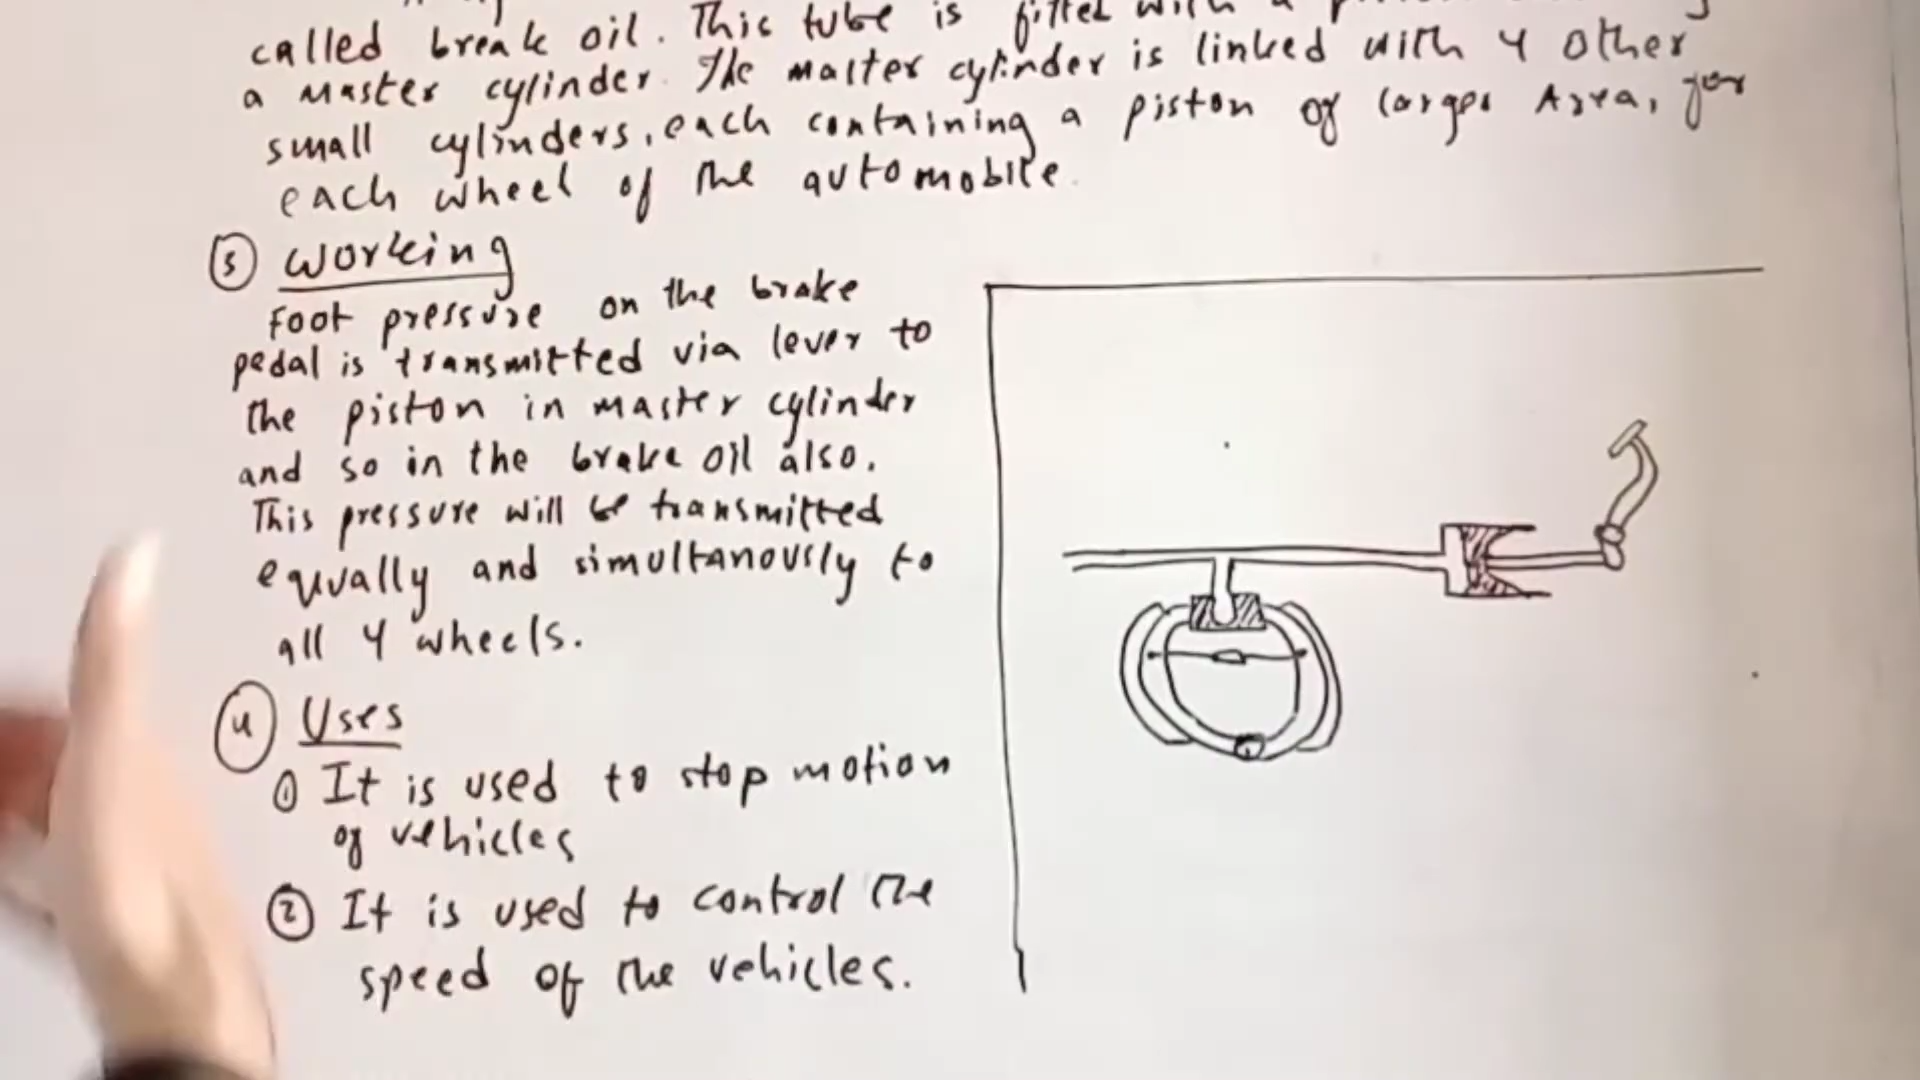 called break oil. This tube is fitted with a
a master cylinder. The master cylinder is linked with 4 other
small cylinders, each containing a piston of larger Area, for
each wheel of the automobile.
③ Working
Foot pressure on the brake
pedal is transmitted via lever to
the piston in master cylinder
and so in the brake oil also.
This pressure will be transmitted
equally and simultanously to
all 4 wheels.
④ Uses
① It is used to stop motion
of vehicles
② It is used to control the
speed of the vehicles.